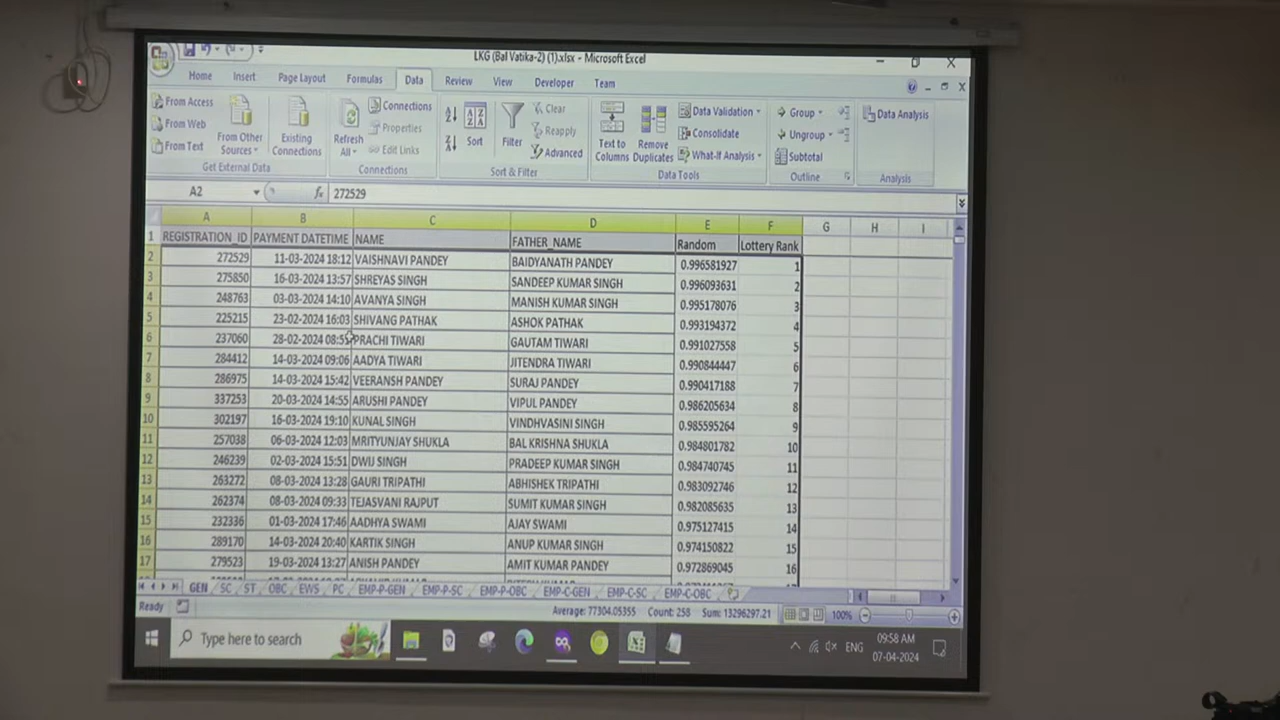 LKG (Bal Vatika-2) (1).xlsx - Microsoft Excel
Home Insert Page Layout Formulas Data Review View Developer Team
From Access
From Web
From Text
From Other Sources
Existing Connections
Get External Data
Refresh All
Connections
Properties
Edit Links
Connections
Sort
Filter
Clear
Reapply
Advanced
Sort & Filter
Text to Columns
Remove Duplicates
Data Validation
Consolidate
What-If Analysis
Data Tools
Group
Ungroup
Subtotal
Outline
Data Analysis
Analysis
A2 fx 272529
A B C D E F G H I
1 REGISTRATION_ID PAYMENT DATETIME NAME FATHER_NAME Random Lottery Rank
2 272529 11-03-2024 18:12 VAISHNAVI PANDEY BAIDYANATH PANDEY 0.996581927 1
3 275850 16-03-2024 13:57 SHREYAS SINGH SANDEEP KUMAR SINGH 0.996093631 2
4 248763 03-03-2024 14:10 AVANYA SINGH MANISH KUMAR SINGH 0.995178076 3
5 225215 23-02-2024 16:03 SHIVANG PATHAK ASHOK PATHAK 0.993194372 4
6 237060 28-02-2024 PRACHI TIWARI GAUTAM TIWARI 0.991027558 5
7 284412 14-03-2024 09:06 AADYA TIWARI JITENDRA TIWARI 0.990844447 6
8 286975 14-03-2024 15:42 VEERANSH PANDEY SURAJ PANDEY 0.990417188 7
9 337253 20-03-2024 14:55 ARUSHI PANDEY VIPUL PANDEY 0.986205634 8
10 302197 16-03-2024 19:10 KUNAL SINGH VINDHVASINI SINGH 0.985595264 9
11 257038 06-03-2024 12:03 MRITYUNJAY SHUKLA BAL KRISHNA SHUKLA 0.984801782 10
12 246239 02-03-2024 15:51 DWIJ SINGH PRADEEP KUMAR SINGH 0.984740745 11
13 263272 08-03-2024 13:28 GAURI TRIPATHI ABHISHEK TRIPATHI 0.983092746 12
14 262374 08-03-2024 09:33 TEJASVANI RAJPUT SUMIT KUMAR SINGH 0.982085635 13
15 232336 01-03-2024 17:46 AADHYA SWAMI AJAY SWAMI 0.975127415 14
16 289170 14-03-2024 20:40 KARTIK SINGH ANUP KUMAR SINGH 0.974150822 15
17 279523 19-03-2024 13:27 ANISH PANDEY AMIT KUMAR PANDEY 0.972869045 16
GEN SC ST OBC EWS PC EMP-P-GEN EMP-P-SC EMP-P-OBC EMP-C-GEN EMP-C-SC EMP-C-OBC
Ready Average: 77304.05355 Count: 258 Sum: 13296297.21 100%
Type here to search ENG 09:58 AM
07-04-2024